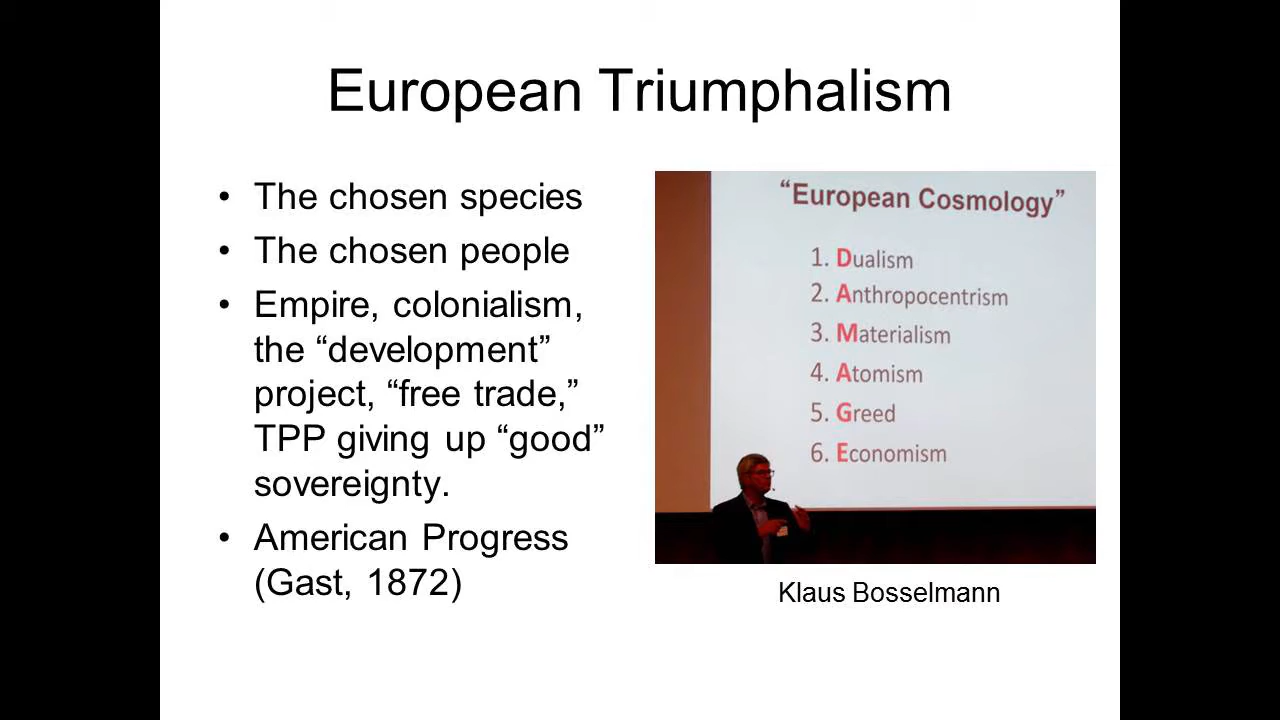 European Triumphalism
• The chosen species
• The chosen people
• Empire, colonialism,
the “development”
project, “free trade,”
TPP giving up “good”
sovereignty.
• American Progress
(Gast, 1872)
“European Cosmology”
1. Dualism
2. Anthropocentrism
3. Materialism
4. Atomism
5. Greed
6. Economism
Klaus Bosselmann